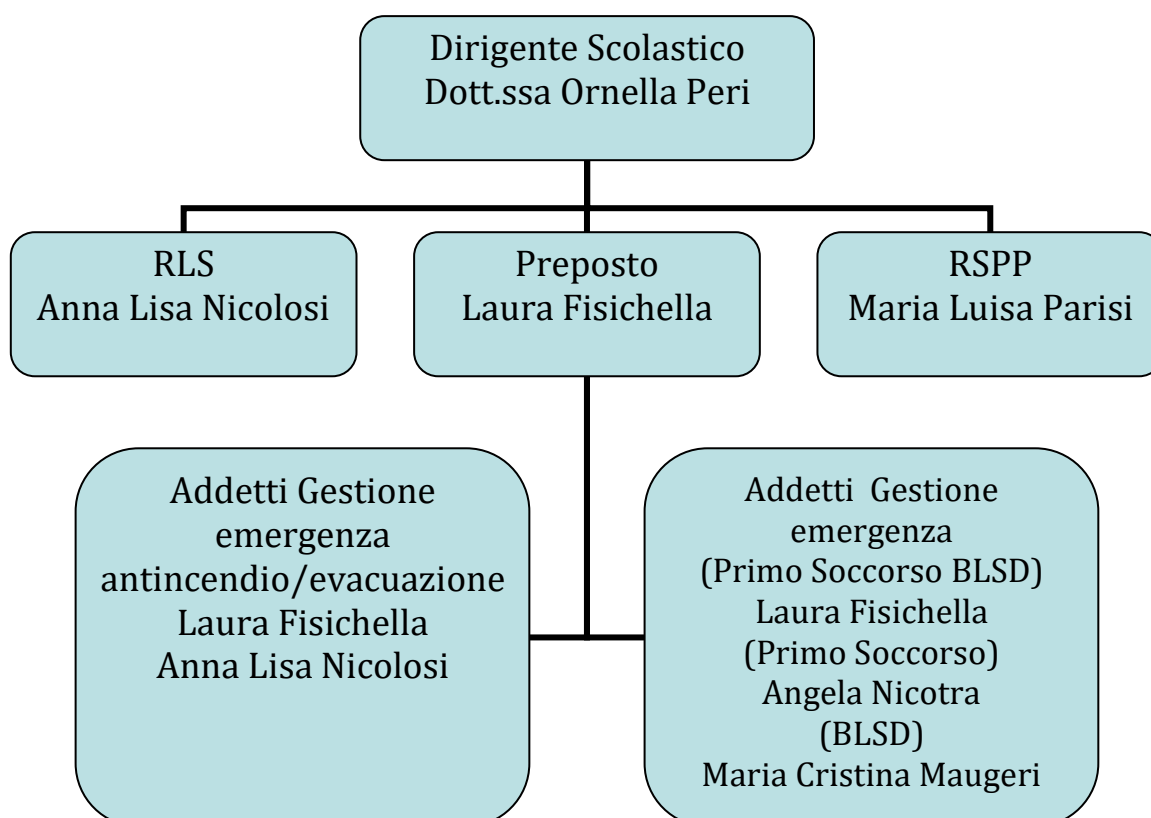 Dirigente Scolastico
Dott.ssa Ornella Peri
RLS
Anna Lisa Nicolosi
Preposto
Laura Fisichella
RSPP
Maria Luisa Parisi
Addetti Gestione
emergenza
antincendio/evacuazione
Laura Fisichella
Anna Lisa Nicolosi
Addetti Gestione
emergenza
(Primo Soccorso BLSD)
Laura Fisichella
(Primo Soccorso)
Angela Nicotra
(BLSD)
Maria Cristina Maugeri